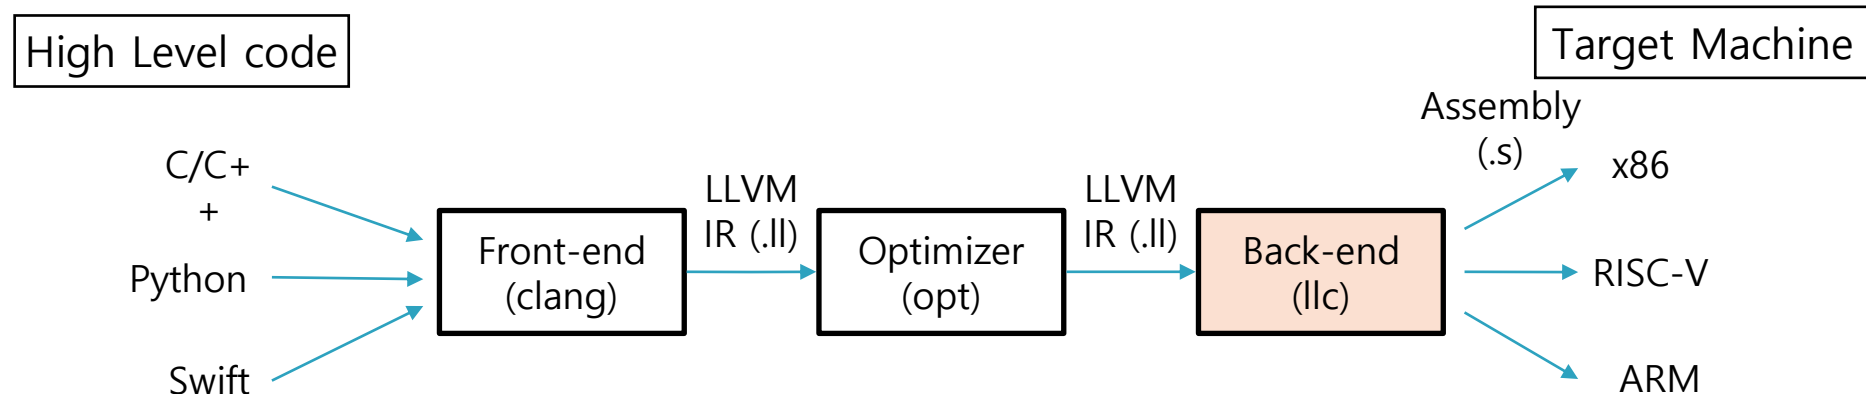 High Level code
Target Machine
Assembly
(.s)
C/C+
+
Python
Swift
Front-end
(clang)
LLVM
IR (.ll)
Optimizer
(opt)
LLVM
IR (.ll)
Back-end
(llc)
x86
RISC-V
ARM